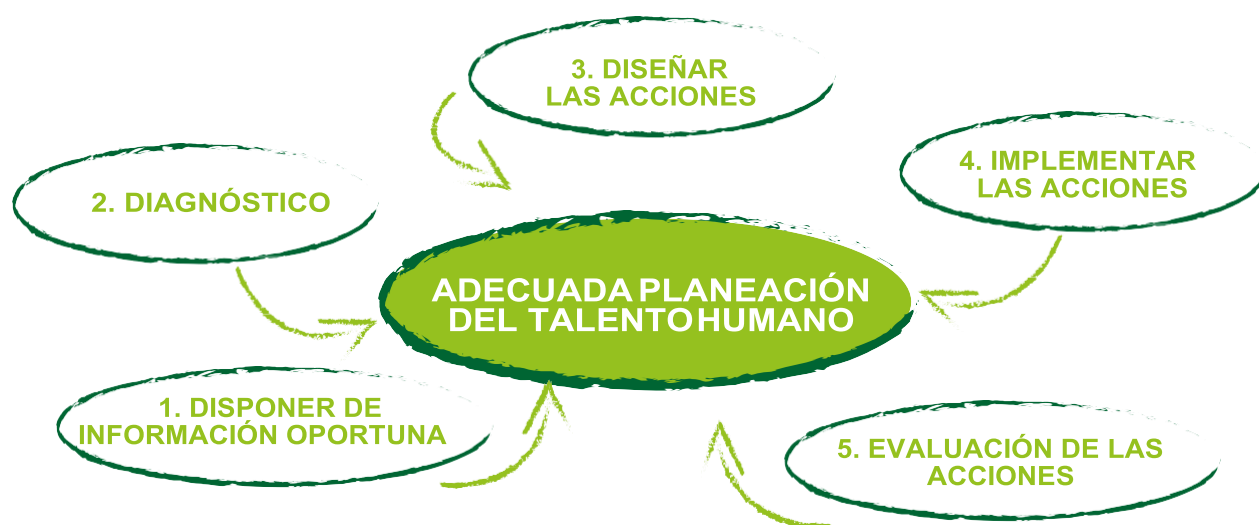 3. DISEÑAR
LAS ACCIONES
4. IMPLEMENTAR
LAS ACCIONES
2. DIAGNÓSTICO
ADECUADA PLANEACIÓN
DEL TALENTO HUMANO
1. DISPONER DE
INFORMACIÓN OPORTUNA
5. EVALUACIÓN DE LAS
ACCIONES